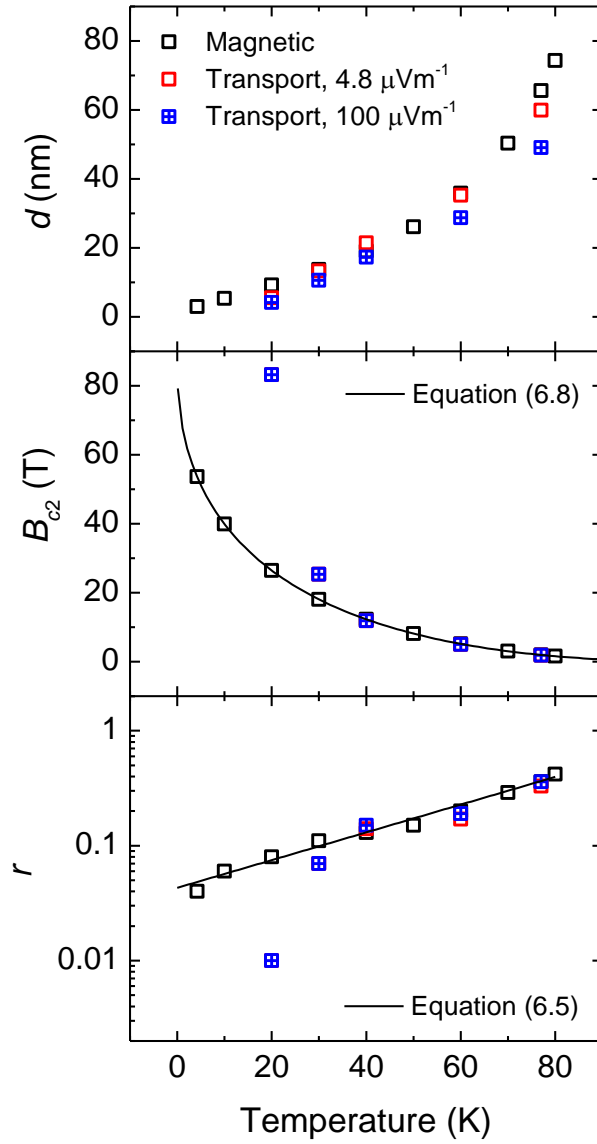 80
60
40
20
0
d (nm)
Magnetic
Transport, 4.8 μVm⁻¹
Transport, 100 μVm⁻¹
80
60
40
20
0
B_c2 (T)
Equation (6.8)
1
0.1
0.01
r
Equation (6.5)
0 20 40 60 80
Temperature (K)